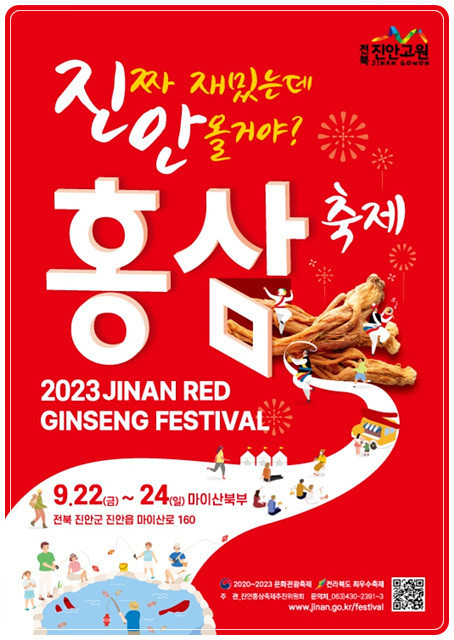 전북 진안고원
JINAN GOWON
진짜 재밌는데
안올거야?
홍삼 축제
2023 JINAN RED
GINSENG FESTIVAL
9.22(금) ~ 24(일) 마이산북부
전북 진안군 진안읍 마이산로 160
2020~2023 문화관광축제 전라북도 최우수축제
주 관_진안홍삼축제추진위원회 문의처_063)430-2391~3
www.jinan.go.kr/festival